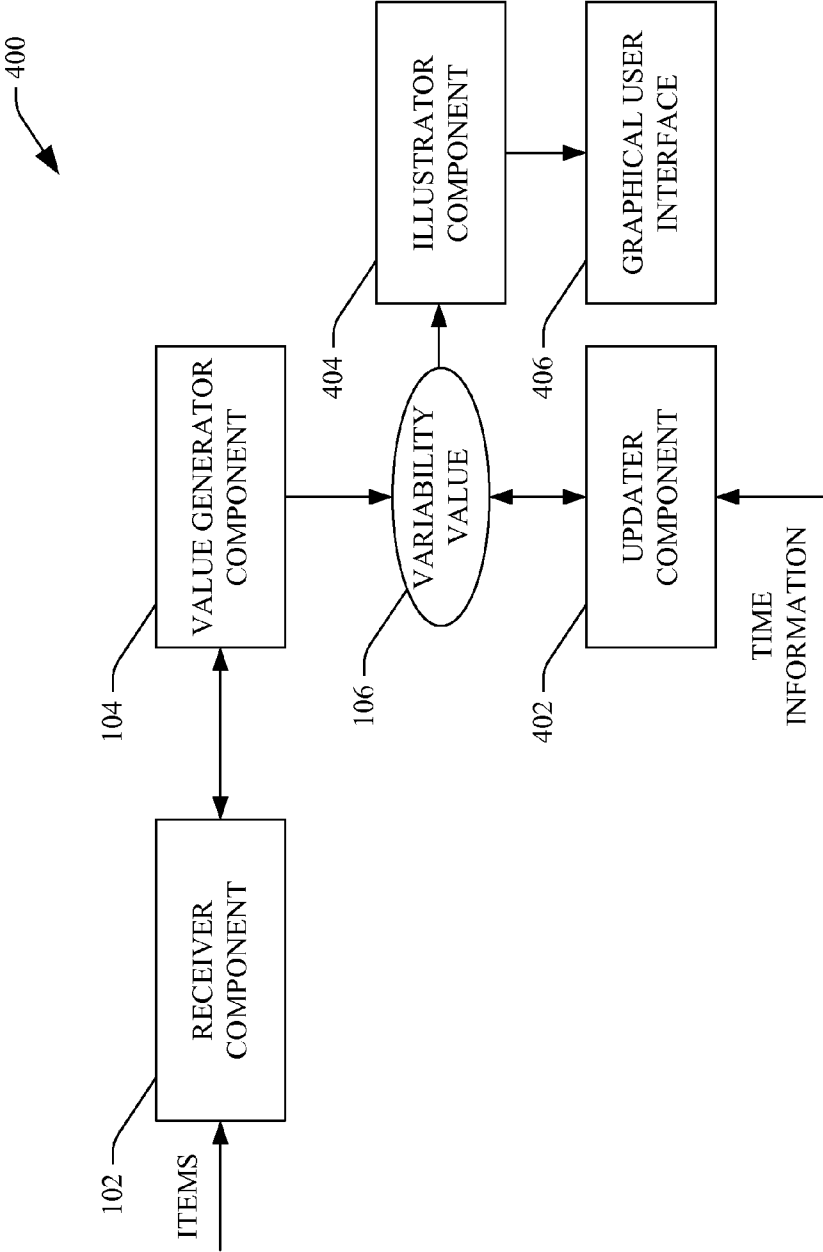 400
102
ITEMS
RECEIVER
COMPONENT
104
VALUE GENERATOR
COMPONENT
106
VARIABILITY
VALUE
404
ILLUSTRATOR
COMPONENT
402
UPDATER
COMPONENT
TIME
INFORMATION
406
GRAPHICAL USER
INTERFACE